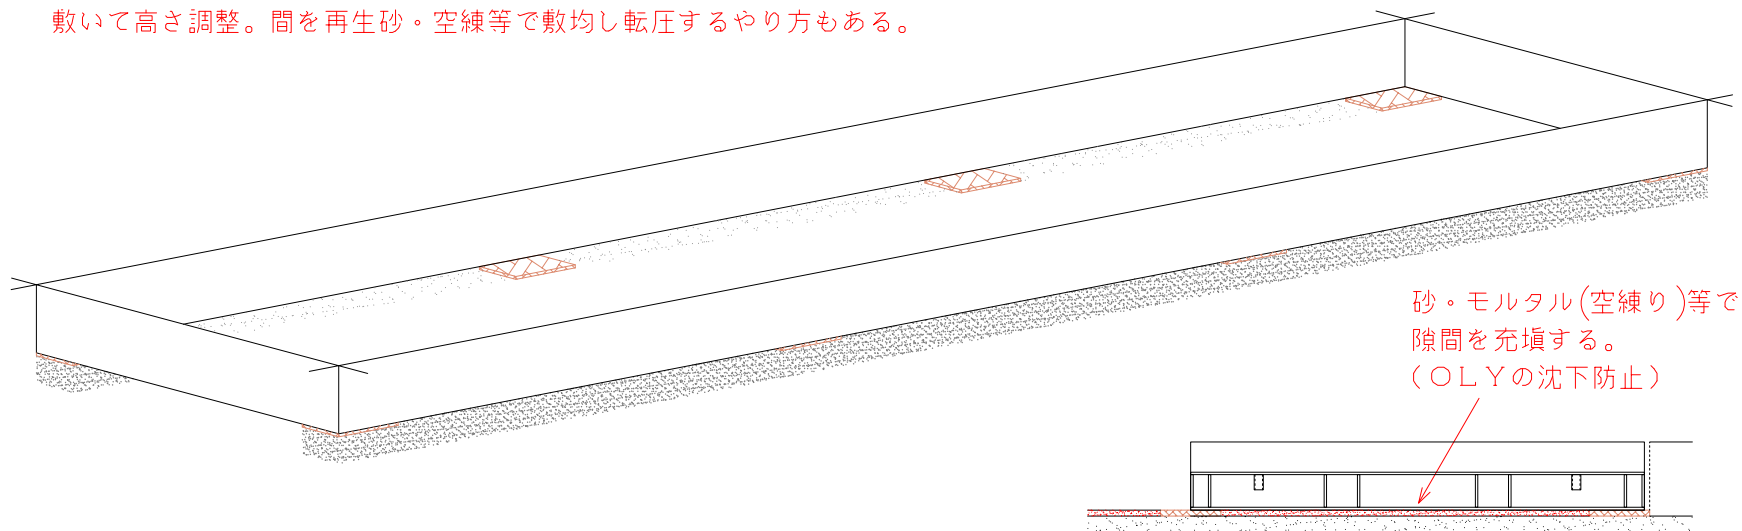 敷いて高さ調整。間を再生砂・空練等で敷均し転圧するやり方もある。
砂・モルタル(空練り)等で
隙間を充填する。
(OLYの沈下防止)